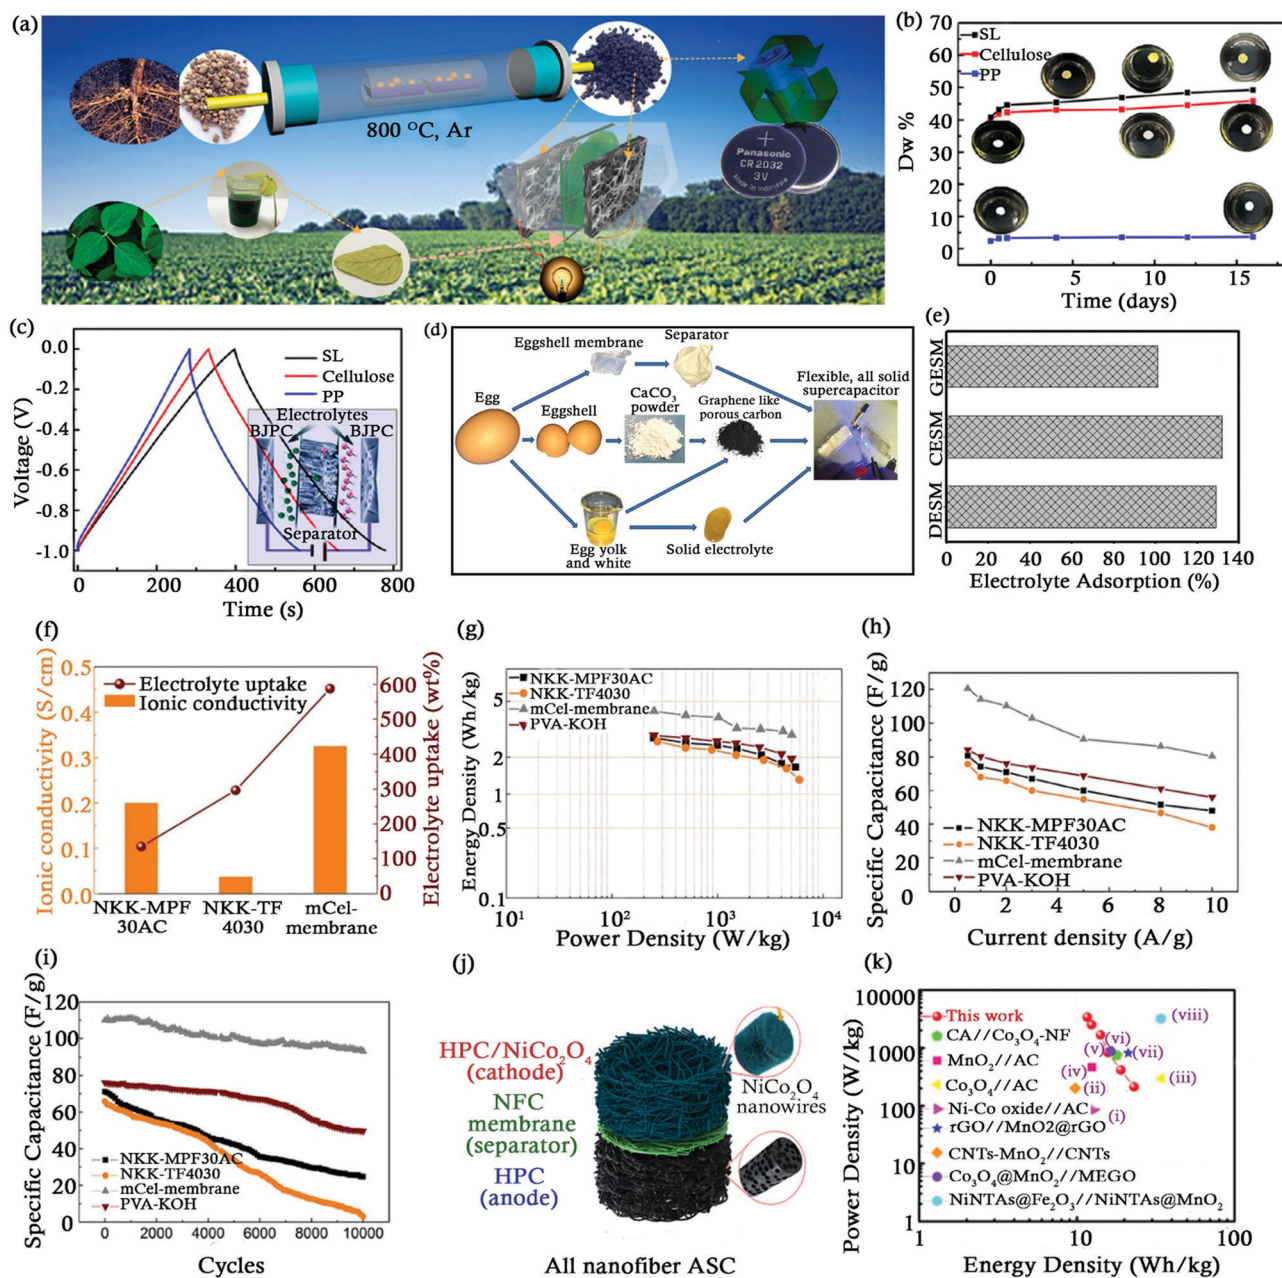 (a)
800 °C, Ar
Panasonic
CR 2032
3V
Made in Indonesia
(b)
70
60
50
40
30
20
10
0
Dw %
SL
Cellulose
PP
0
5
10
15
Time (days)
(c)
0.0
-0.2
-0.4
-0.6
-0.8
-1.0
Voltage (V)
SL
Cellulose
PP
Electrolytes
BJPC
BJPC
Separator
0
200
400
600
800
Time (s)
(d)
Eggshell membrane
Separator
Egg
Eggshell
CaCO₃
powder
Graphene like
porous carbon
Flexible, all solid
supercapacitor
Egg yolk
and white
Solid electrolyte
(e)
GESM
CESM
DESM
0
20
40
60
80
100
120
140
Electrolyte Adsorption (%)
(f)
Ionic conductivity (S/cm)
0.5
0.4
0.3
0.2
0.1
0.0
Electrolyte uptake
Ionic conductivity
600
500
400
300
200
100
0
Electrolyte uptake (wt%)
NKK-MPF
30AC
NKK-TF
4030
mCel-
membrane
(g)
Energy Density (Wh/kg)
5
2
1
0.5
0.1
NKK-MPF30AC
NKK-TF4030
mCel-membrane
PVA-KOH
10¹
10²
10³
10⁴
Power Density (W/kg)
(h)
Specific Capacitance (F/g)
120
100
80
60
40
20
0
NKK-MPF30AC
NKK-TF4030
mCel-membrane
PVA-KOH
0
2
4
6
8
10
Current density (A/g)
(i)
Specific Capacitance (F/g)
120
100
80
60
40
20
0
NKK-MPF30AC
NKK-TF4030
mCel-membrane
PVA-KOH
0
2000
4000
6000
8000
10000
Cycles
(j)
HPC/NiCo₂O₄
(cathode)
NFC
membrane
(separator)
HPC
(anode)
NiCo₂O₄
nanowires
All nanofiber ASC
(k)
Power Density (W/kg)
10000
1000
100
10
1
This work
CA//Co₃O₄-NF
MnO₂//AC
Co₃O₄//AC
Ni-Co oxide//AC
rGO//MnO2@rGO
CNTs-MnO₂//CNTs
Co₃O₄@MnO₂//MEGO
NiNTAs@Fe₂O₃//NiNTAs@MnO₂
(viii)
(vi)
(v)
(vii)
(iv)
(ii)
(iii)
(i)
1
10
100
Energy Density (Wh/kg)